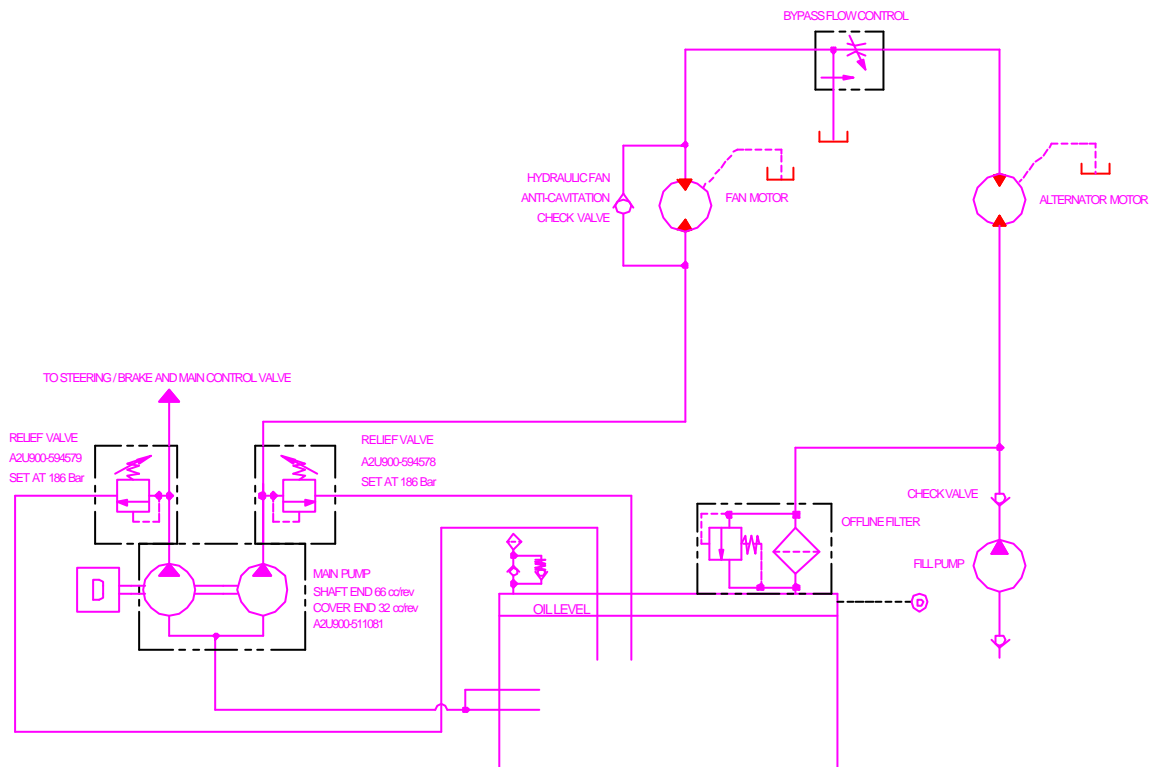 BYPASS FLOW CONTROL
HYDRAULIC FAN
ANTI-CAVITATION
CHECK VALVE
FAN MOTOR
ALTERNATOR MOTOR
TO STEERING / BRAKE AND MAIN CONTROL VALVE
RELIEF VALVE
A2U900-594579
SET AT 186 Bar
RELIEF VALVE
A2U900-594578
SET AT 186 Bar
CHECK VALVE
OFFLINE FILTER
FILL PUMP
MAIN PUMP
SHAFT END 66 cc/rev
COVER END 32 cc/rev
A2U900-511081
D
OIL LEVEL
D